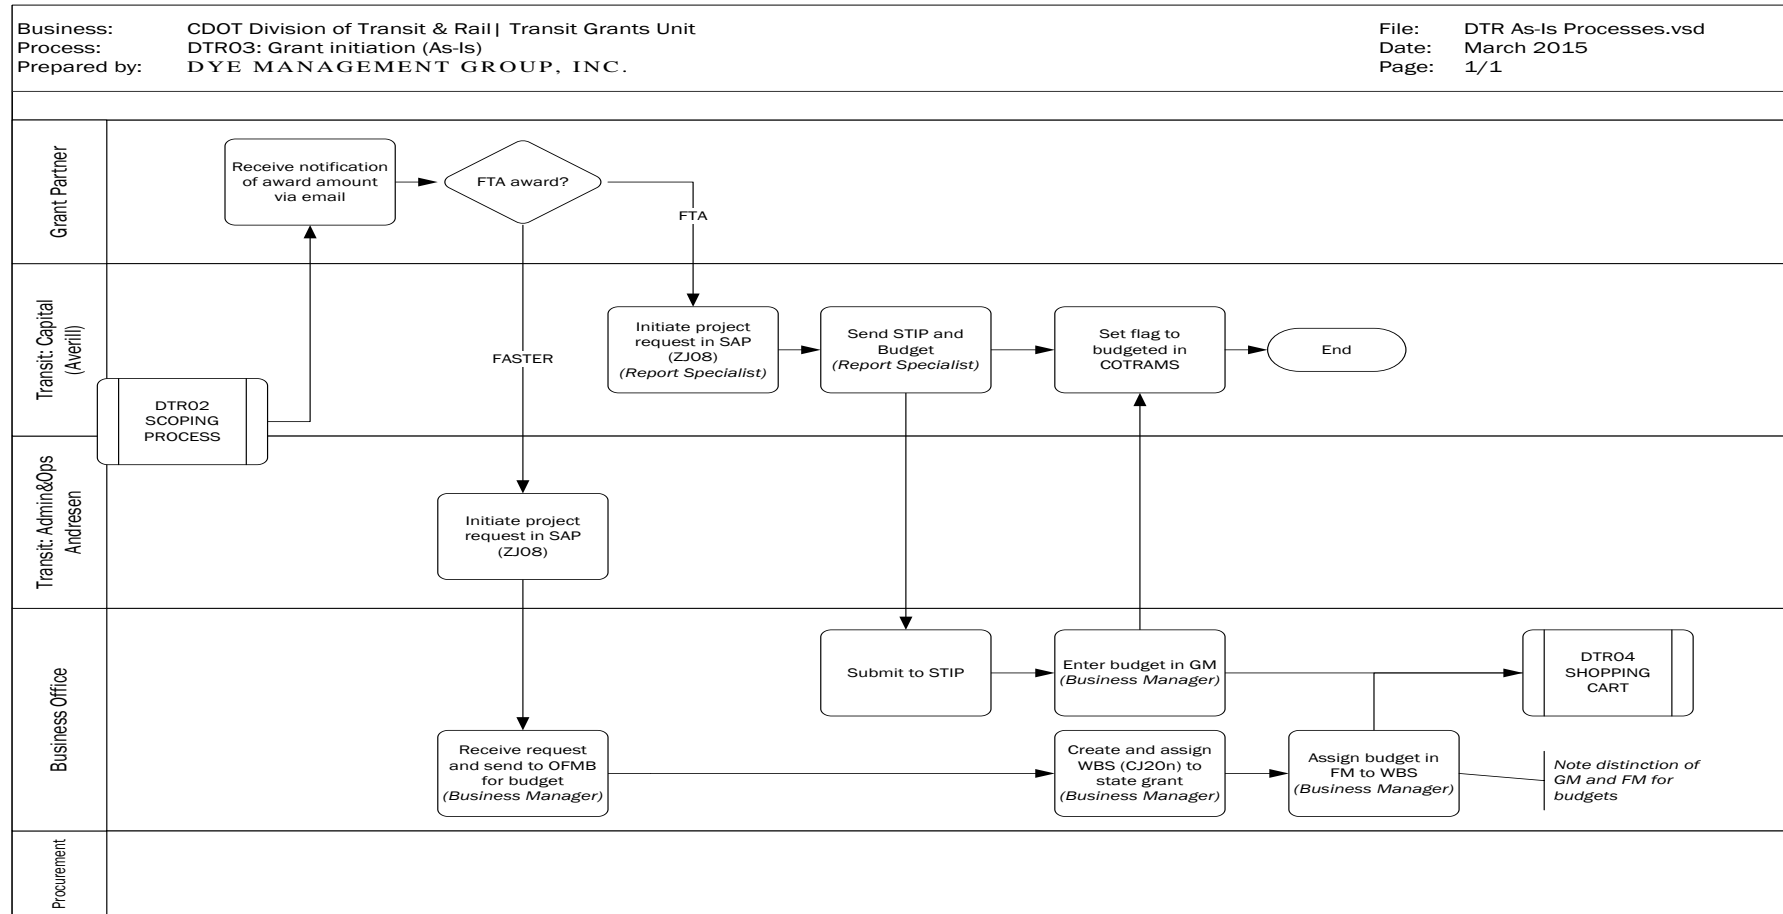 Business: CDOT Division of Transit & Rail| Transit Grants Unit
Process: DTR03: Grant initiation (As-Is)
Prepared by: DYE MANAGEMENT GROUP, INC.
File: DTR As-Is Processes.vsd
Date: March 2015
Page: 1/1
Grant Partner
Receive notification
of award amount
via email
FTA award?
FTA
FASTER
Transit: Capital
(Averill)
DTR02
SCOPING
PROCESS
Initiate project
request in SAP
(ZJ08)
(Report Specialist)
Send STIP and
Budget
(Report Specialist)
Set flag to
budgeted in
COTRAMS
End
Transit: Admin&Ops
Andresen
Initiate project
request in SAP
(ZJ08)
Business Office
Submit to STIP
Enter budget in GM
(Business Manager)
DTR04
SHOPPING
CART
Receive request
and send to OFMB
for budget
(Business Manager)
Create and assign
WBS (CJ20n) to
state grant
(Business Manager)
Assign budget in
FM to WBS
(Business Manager)
Note distinction of
GM and FM for
budgets
Procurement